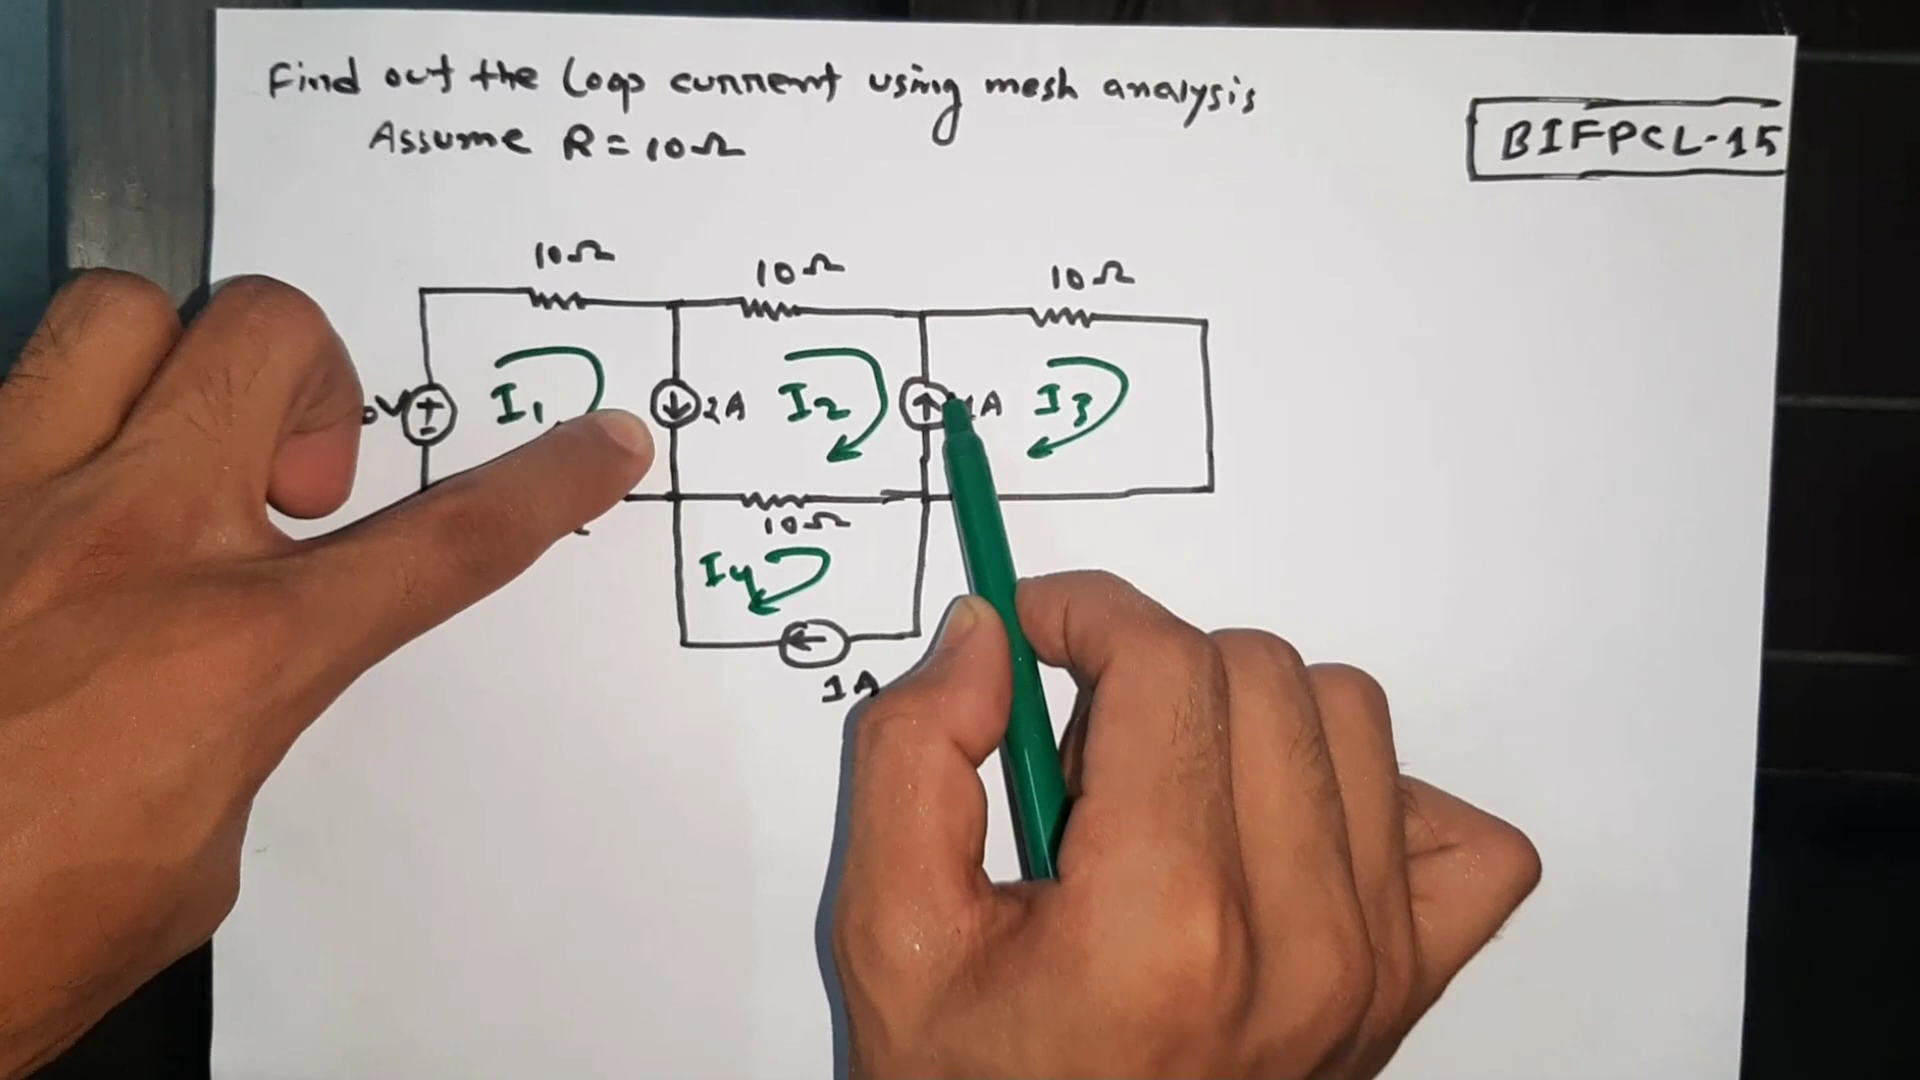 Find out the Loop current using mesh analysis
Assume R = 10Ω
BIFPCL-15
10Ω
10Ω
10Ω
I1
2A
I2
I3
10Ω
I4
1A